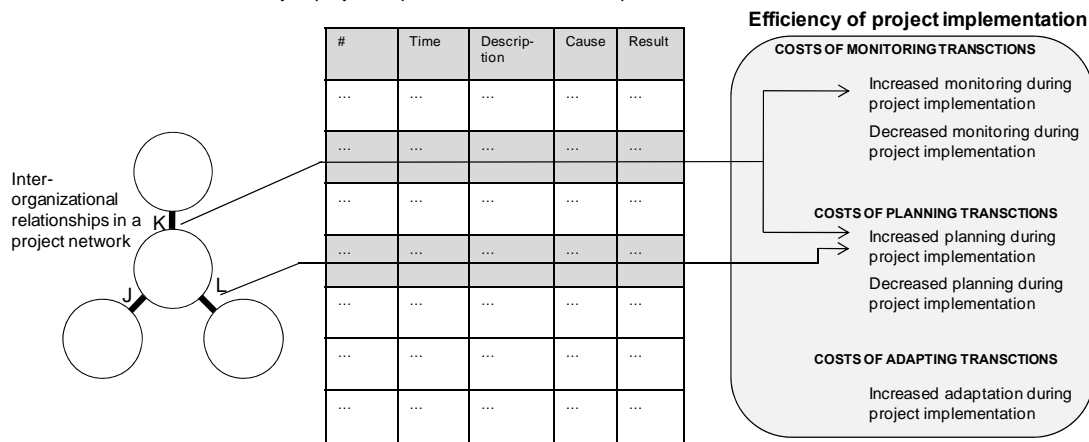 Efficiency of project implementation
# Time Descrip- Cause Result
tion
... ... ... ... ...
... ... ... ... ...
... ... ... ... ...
... ... ... ... ...
... ... ... ... ...
... ... ... ... ...
... ... ... ... ...
Inter-
organizational
relationships in a
project network
K
J
L
COSTS OF MONITORING TRANSCTIONS
Increased monitoring during
project implementation
Decreased monitoring during
project implementation
COSTS OF PLANNING TRANSCTIONS
Increased planning during
project implementation
Decreased planning during
project implementation
COSTS OF ADAPTING TRANSCTIONS
Increased adaptation during
project implementation